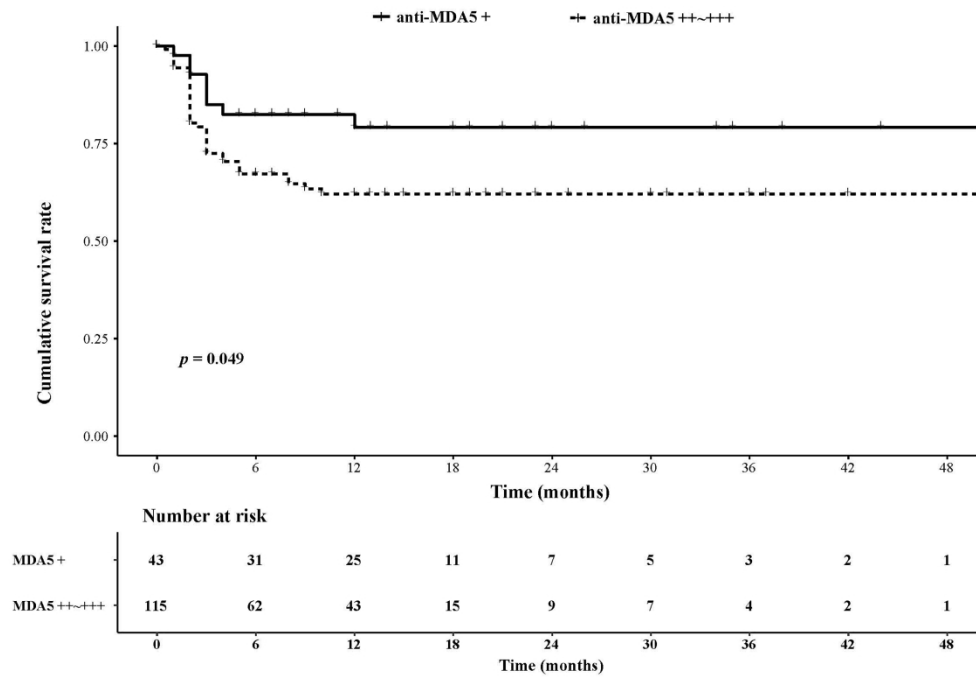 anti-MDA5 + anti-MDA5 ++~+++
1.00
0.75
0.50
0.25
0.00
Cumulative survival rate
p = 0.049
0 6 12 18 24 30 36 42 48
Time (months)
Number at risk
MDA5 + 43 31 25 11 7 5 3 2 1
MDA5 ++~+++ 115 62 43 15 9 7 4 2 1
0 6 12 18 24 30 36 42 48
Time (months)